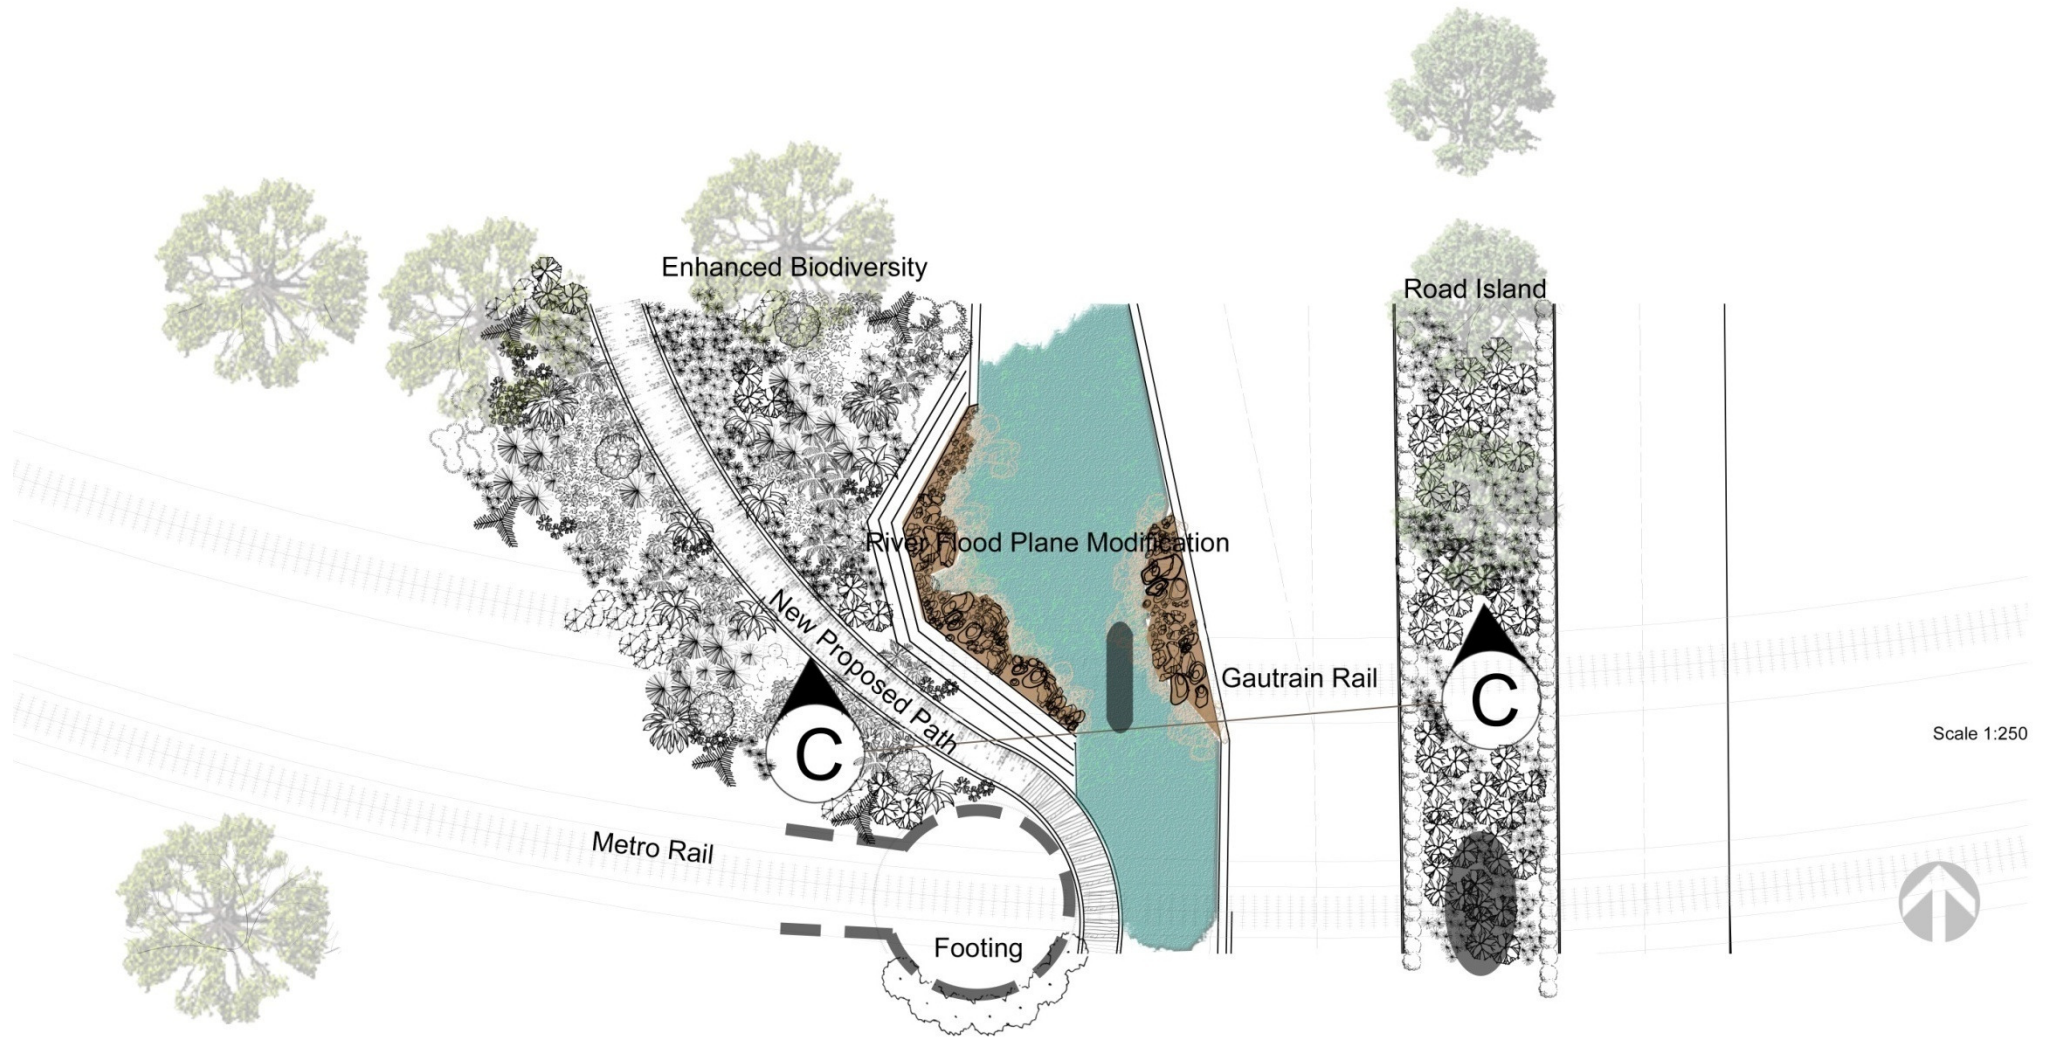 Enhanced Biodiversity
Road Island
River Flood Plane Modification
New Proposed Path
Gautrain Rail
C
C
Scale 1:250
Metro Rail
Footing